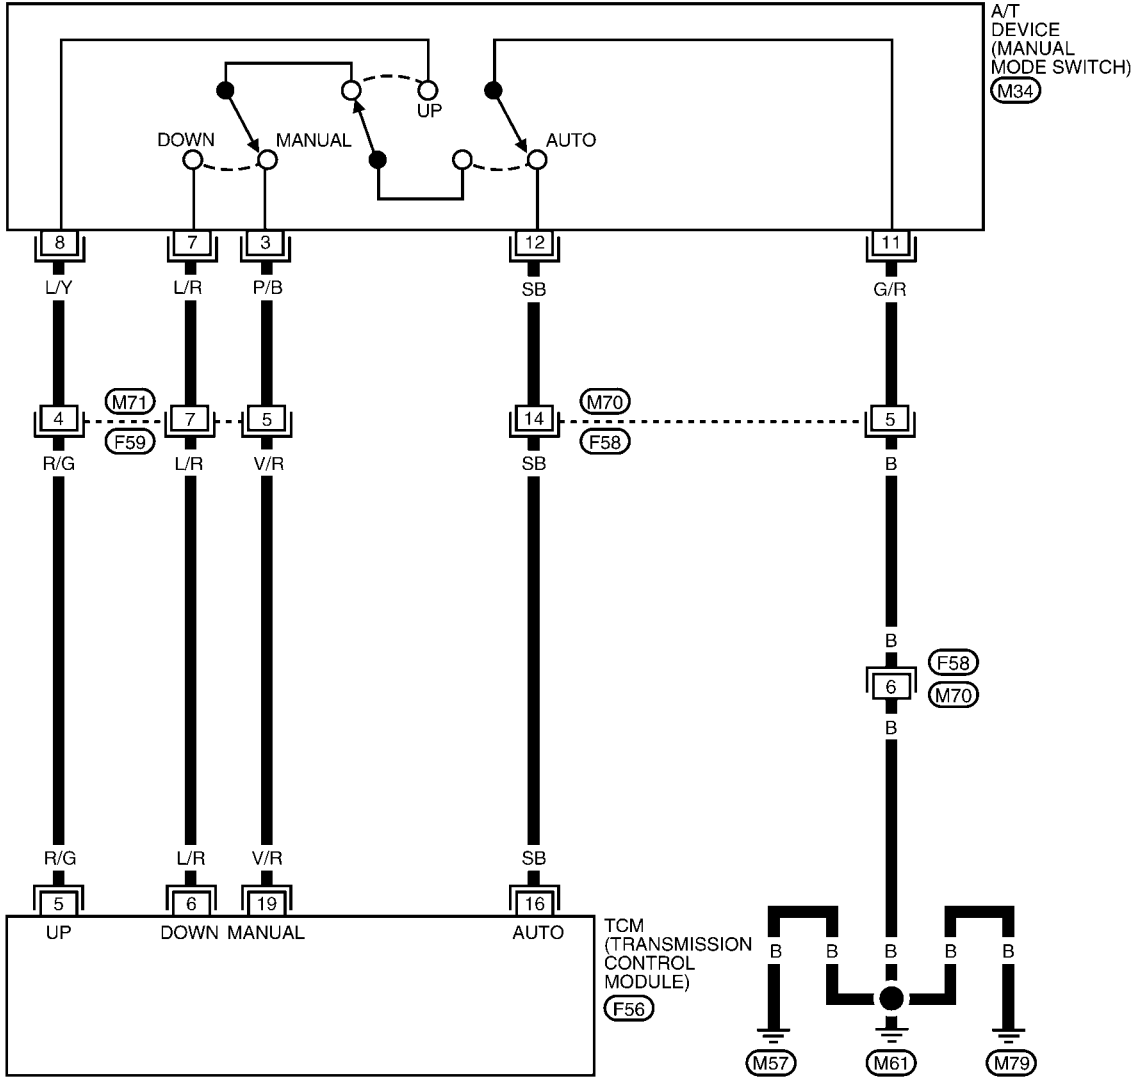 A/T
DEVICE
(MANUAL
MODE SWITCH)
M34
UP
DOWN MANUAL AUTO
8 7 3 12 11
L/Y L/R P/B SB G/R
M71 M70
4 7 5 14 5
F59 F58
R/G L/R V/R SB B
B
F58
6
M70
B
R/G L/R V/R SB
5 6 19 16
UP DOWN MANUAL AUTO
TCM
(TRANSMISSION
CONTROL
MODULE)
F56
B B B B B
M57 M61 M79